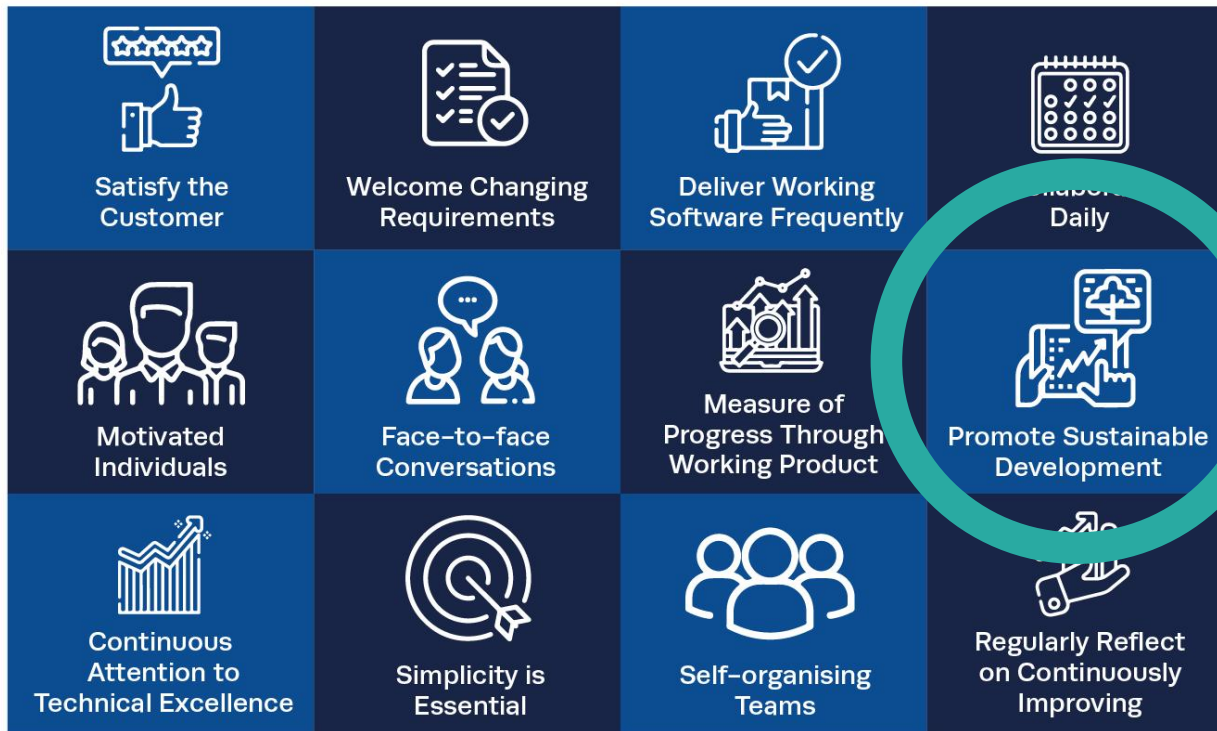 Satisfy the
Customer
Welcome Changing
Requirements
Deliver Working
Software Frequently
Daily
Motivated
Individuals
Face-to-face
Conversations
Measure of
Progress Through
Working Product
Promote Sustainable
Development
Continuous
Attention to
Technical Excellence
Simplicity is
Essential
Self-organising
Teams
Regularly Reflect
on Continuously
Improving